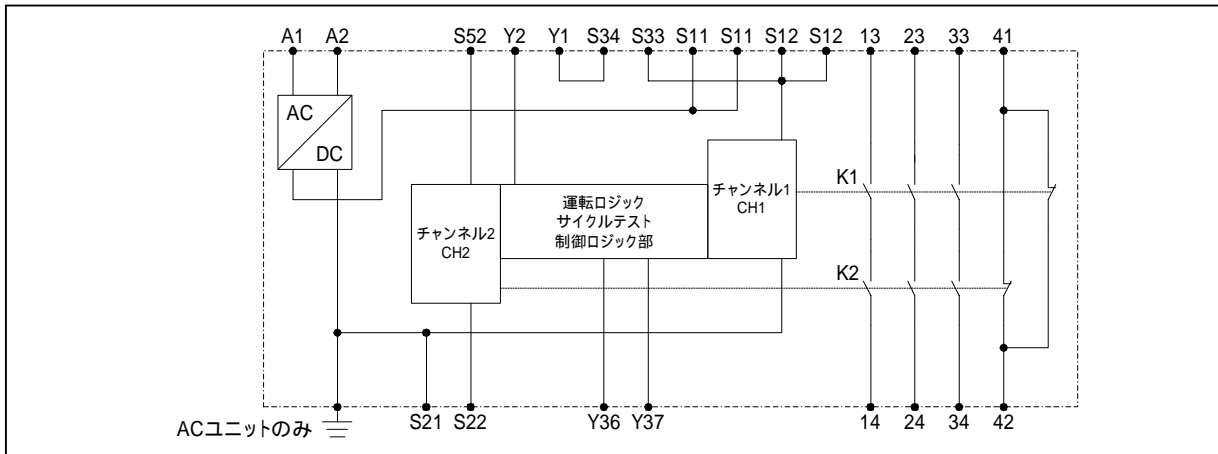 A1 A2 S52 Y2 Y1 S34 S33 S11 S11 S12 S12 13 23 33 41
AC
DC
チャンネル1
CH1
K1
運転ロジック
サイクルテスト
制御ロジック部
チャンネル2
CH2
K2
ACユニットのみ
S21 S22 Y36 Y37 14 24 34 42